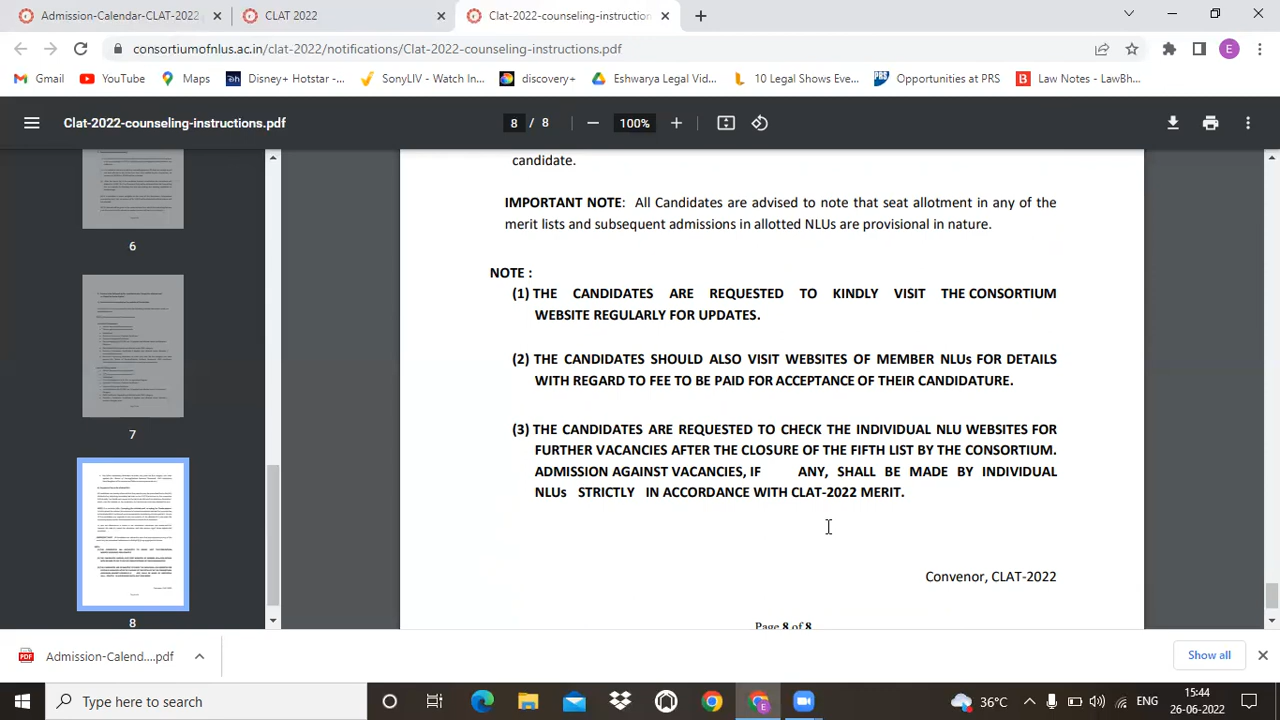 Admission-Calendar-CLAT-2022
CLAT 2022
Clat-2022-counseling-instruction
consortiumofnlus.ac.in/clat-2022/notifications/Clat-2022-counseling-instructions.pdf
E
Gmail
YouTube
Maps
Disney+ Hotstar -...
SonyLIV - Watch In...
discovery+
Eshwarya Legal Vid...
10 Legal Shows Eve...
Opportunities at PRS
Law Notes - LawBh...
Clat-2022-counseling-instructions.pdf
8 / 8
100%
6
7
8
candidate.
IMPORTANT NOTE: All Candidates are advised to note that seat allotment in any of the
merit lists and subsequent admissions in allotted NLUs are provisional in nature.
NOTE :
(1) THE CANDIDATES ARE REQUESTED TO KINDLY VISIT THE CONSORTIUM
WEBSITE REGULARLY FOR UPDATES.
(2) THE CANDIDATES SHOULD ALSO VISIT WEBSITES OF MEMBER NLUs FOR DETAILS
WITH REGARD TO FEE TO BE PAID FOR ACCEPTANCE OF THEIR CANDIDATURE.
(3) THE CANDIDATES ARE REQUESTED TO CHECK THE INDIVIDUAL NLU WEBSITES FOR
FURTHER VACANCIES AFTER THE CLOSURE OF THE FIFTH LIST BY THE CONSORTIUM.
ADMISSION AGAINST VACANCIES, IF ANY, SHALL BE MADE BY INDIVIDUAL
NLUs STRICTLY IN ACCORDANCE WITH CLAT-2022 MERIT.
Convenor, CLAT-2022
Page 8 of 8
Admission-Calend....pdf
Show all
Type here to search
36°C
ENG
15:44
26-06-2022